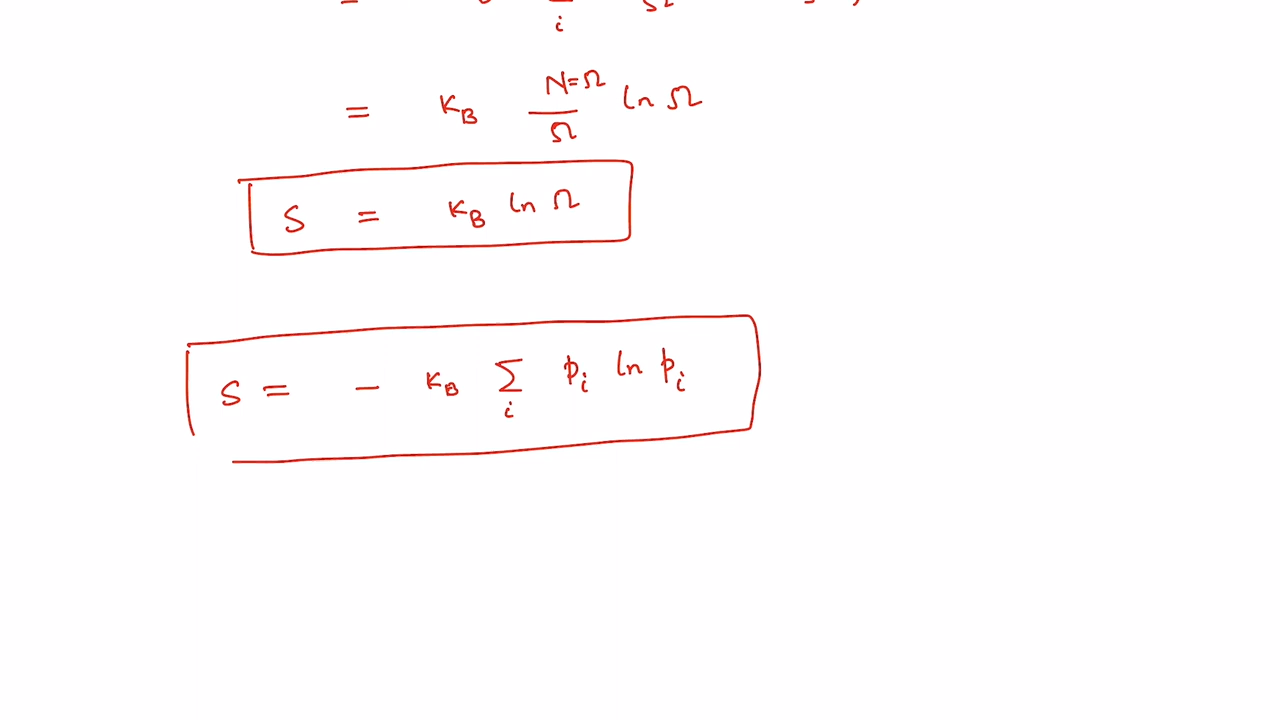 = K_B N=Ω / Ω ln Ω
S = K_B ln Ω
S = - K_B Σ_i p_i ln p_i